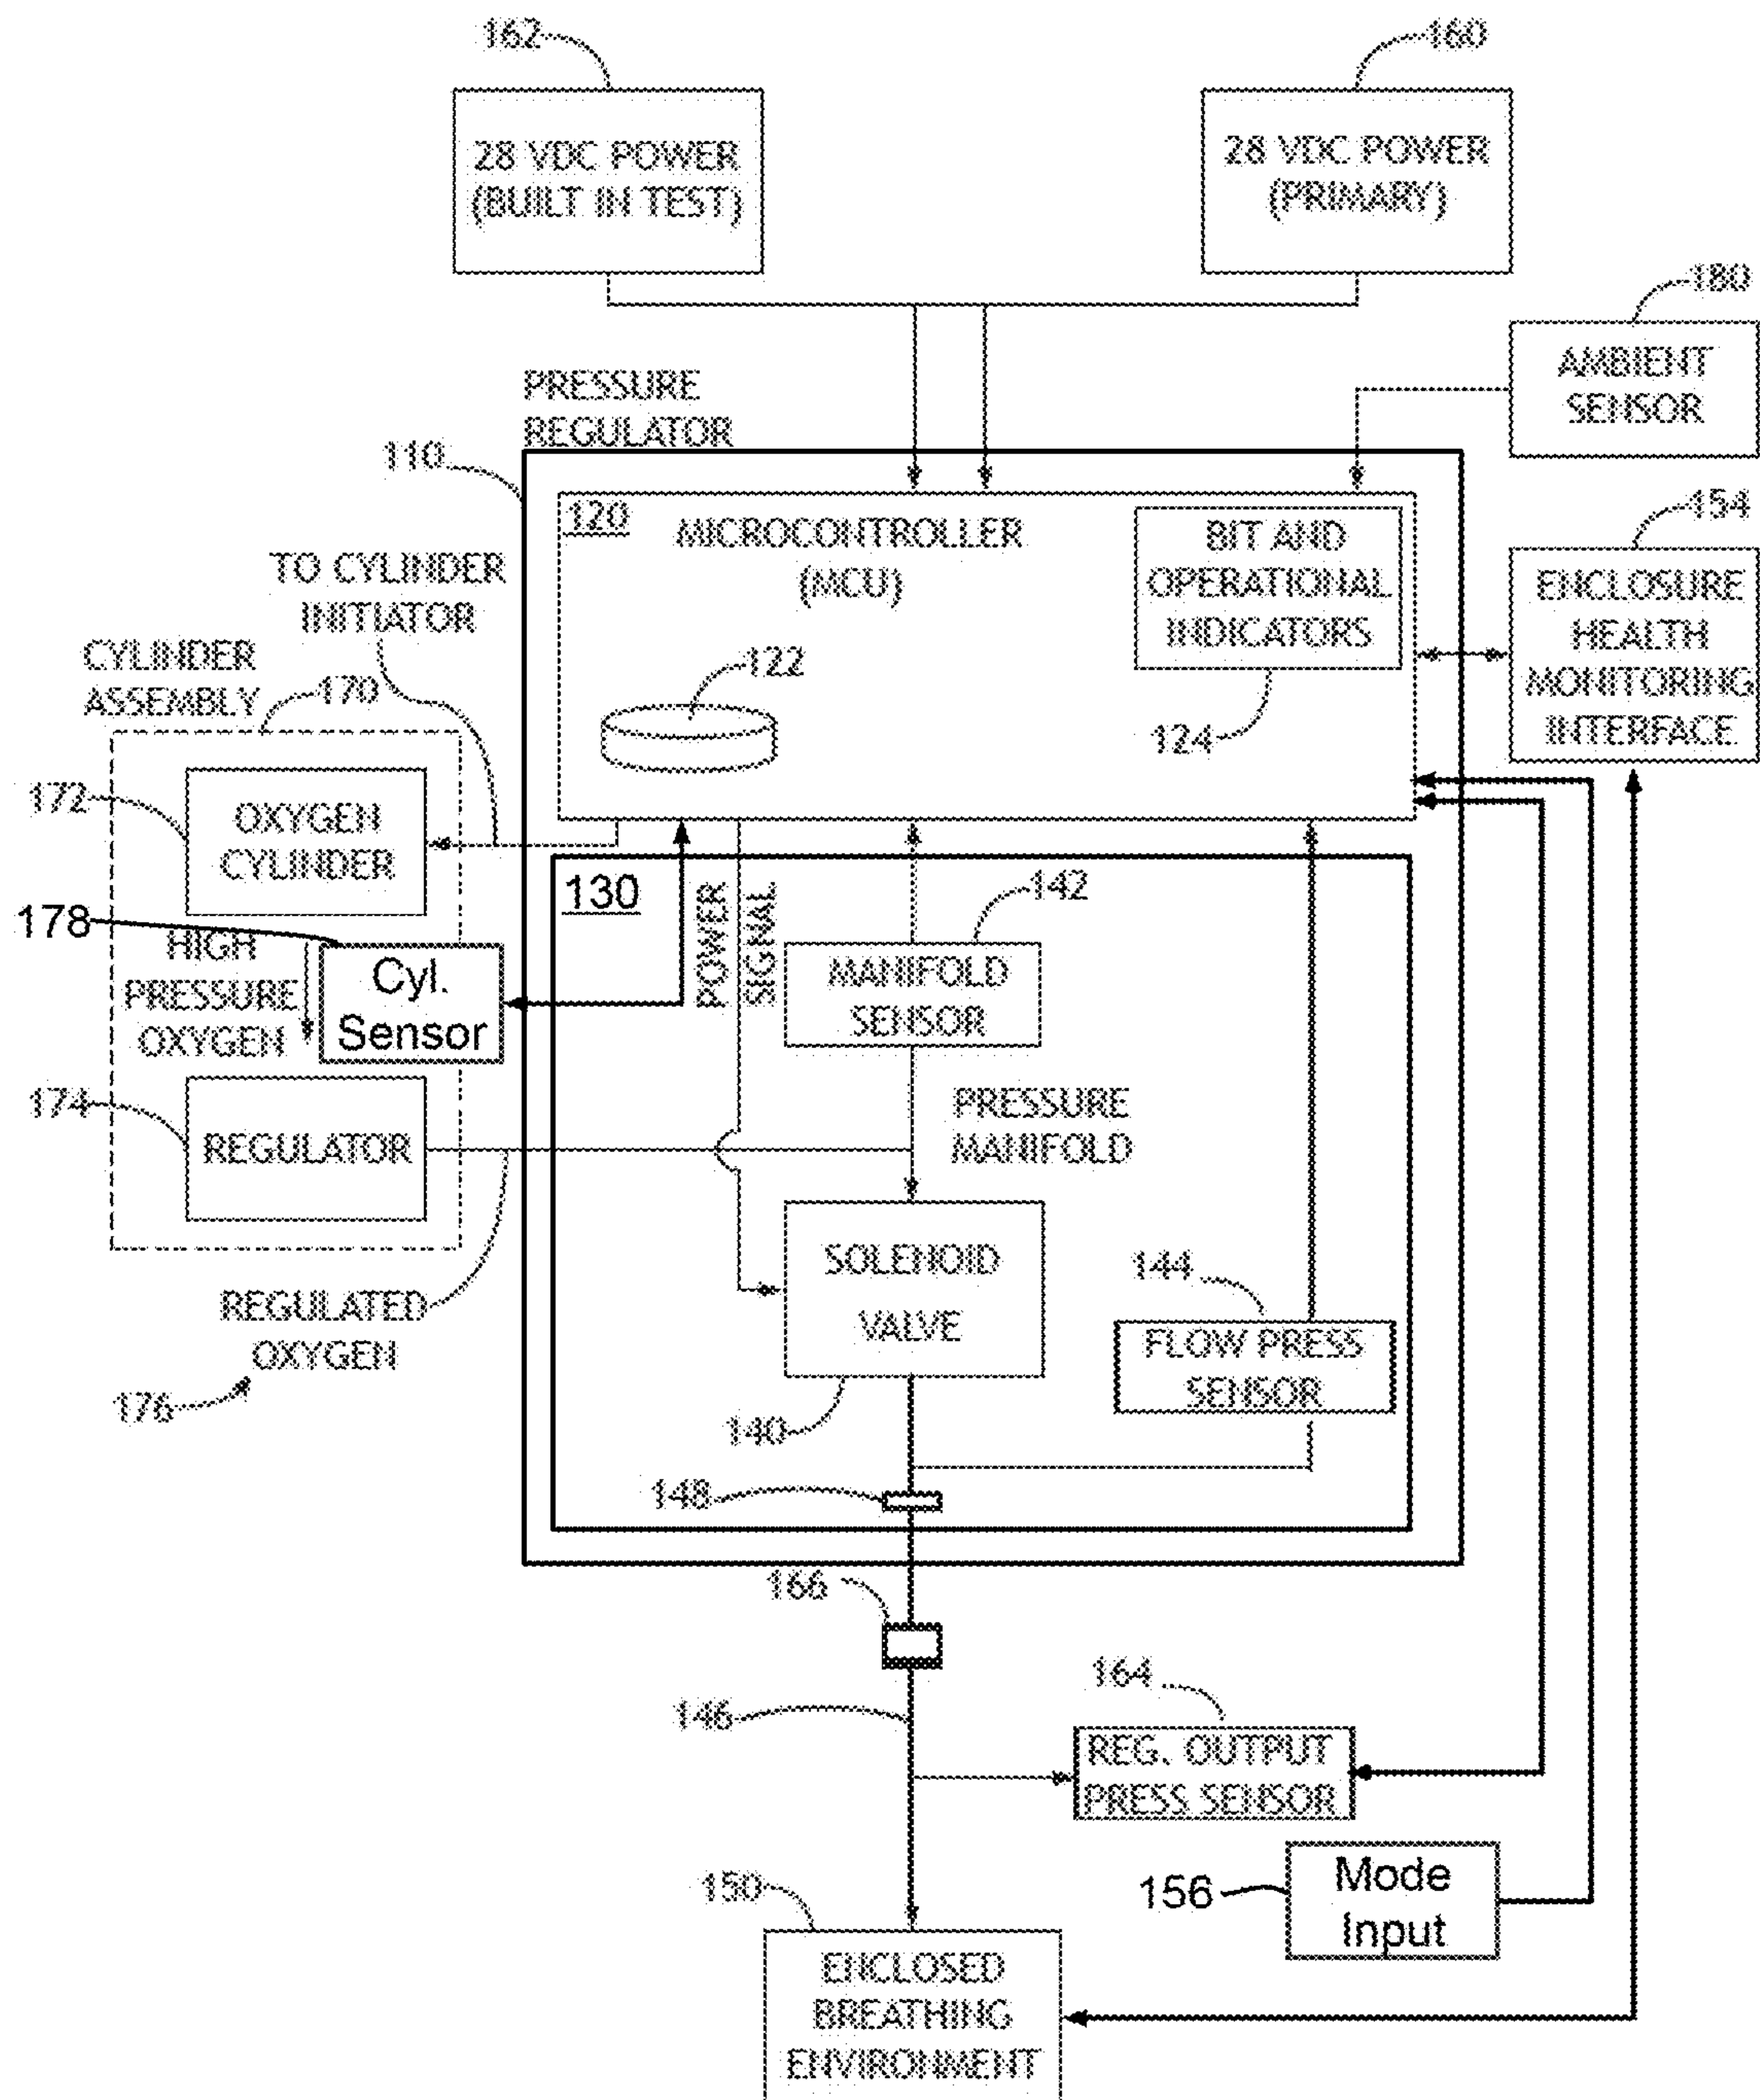 162
160
28 VDC POWER
(BUILT IN TEST)
28 VDC POWER
(PRIMARY)
180
AMBIENT
SENSOR
PRESSURE
REGULATOR
110
120
MICROCONTROLLER
(MCU)
BIT AND
OPERATIONAL
INDICATORS
154
ENCLOSURE
HEALTH
MONITORING
INTERFACE
TO CYLINDER
INITIATOR
CYLINDER
ASSEMBLY
170
122
124
172
OXYGEN
CYLINDER
130
POWER
SIGNAL
142
178
HIGH
PRESSURE
OXYGEN
Cyl.
Sensor
MANIFOLD
SENSOR
174
REGULATOR
PRESSURE
MANIFOLD
SOLENOID
VALVE
144
FLOW PRESS
SENSOR
REGULATED
OXYGEN
176
140
148
166
164
146
REG. OUTPUT
PRESS SENSOR
150
156
Mode
Input
ENCLOSED
BREATHING
ENVIRONMENT